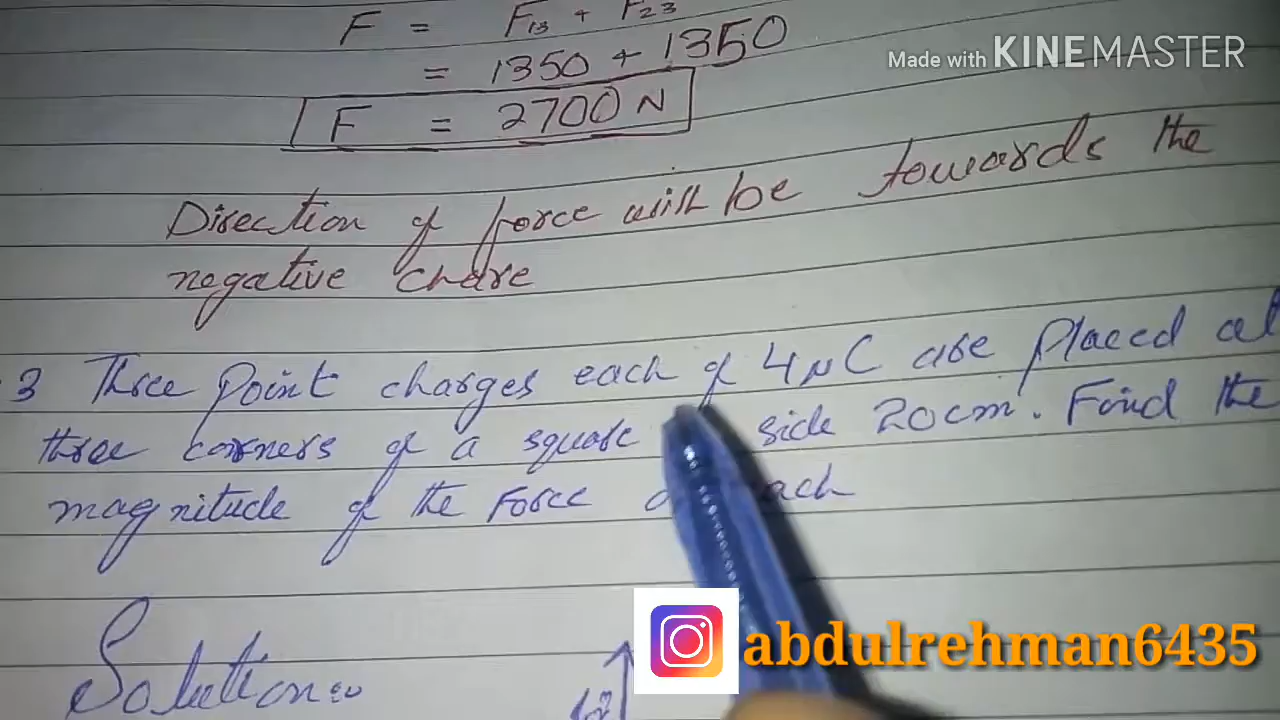 F = F13 + F23
= 1350 + 1350
F = 2700 N
Made with KINEMASTER
Direction of force will be towards the
negative chare
3 Three Point charges each of 4μC are Placed at
three corners of a square side 20cm. Find the
magnitude of the Force
Solution:
abdulrehman6435